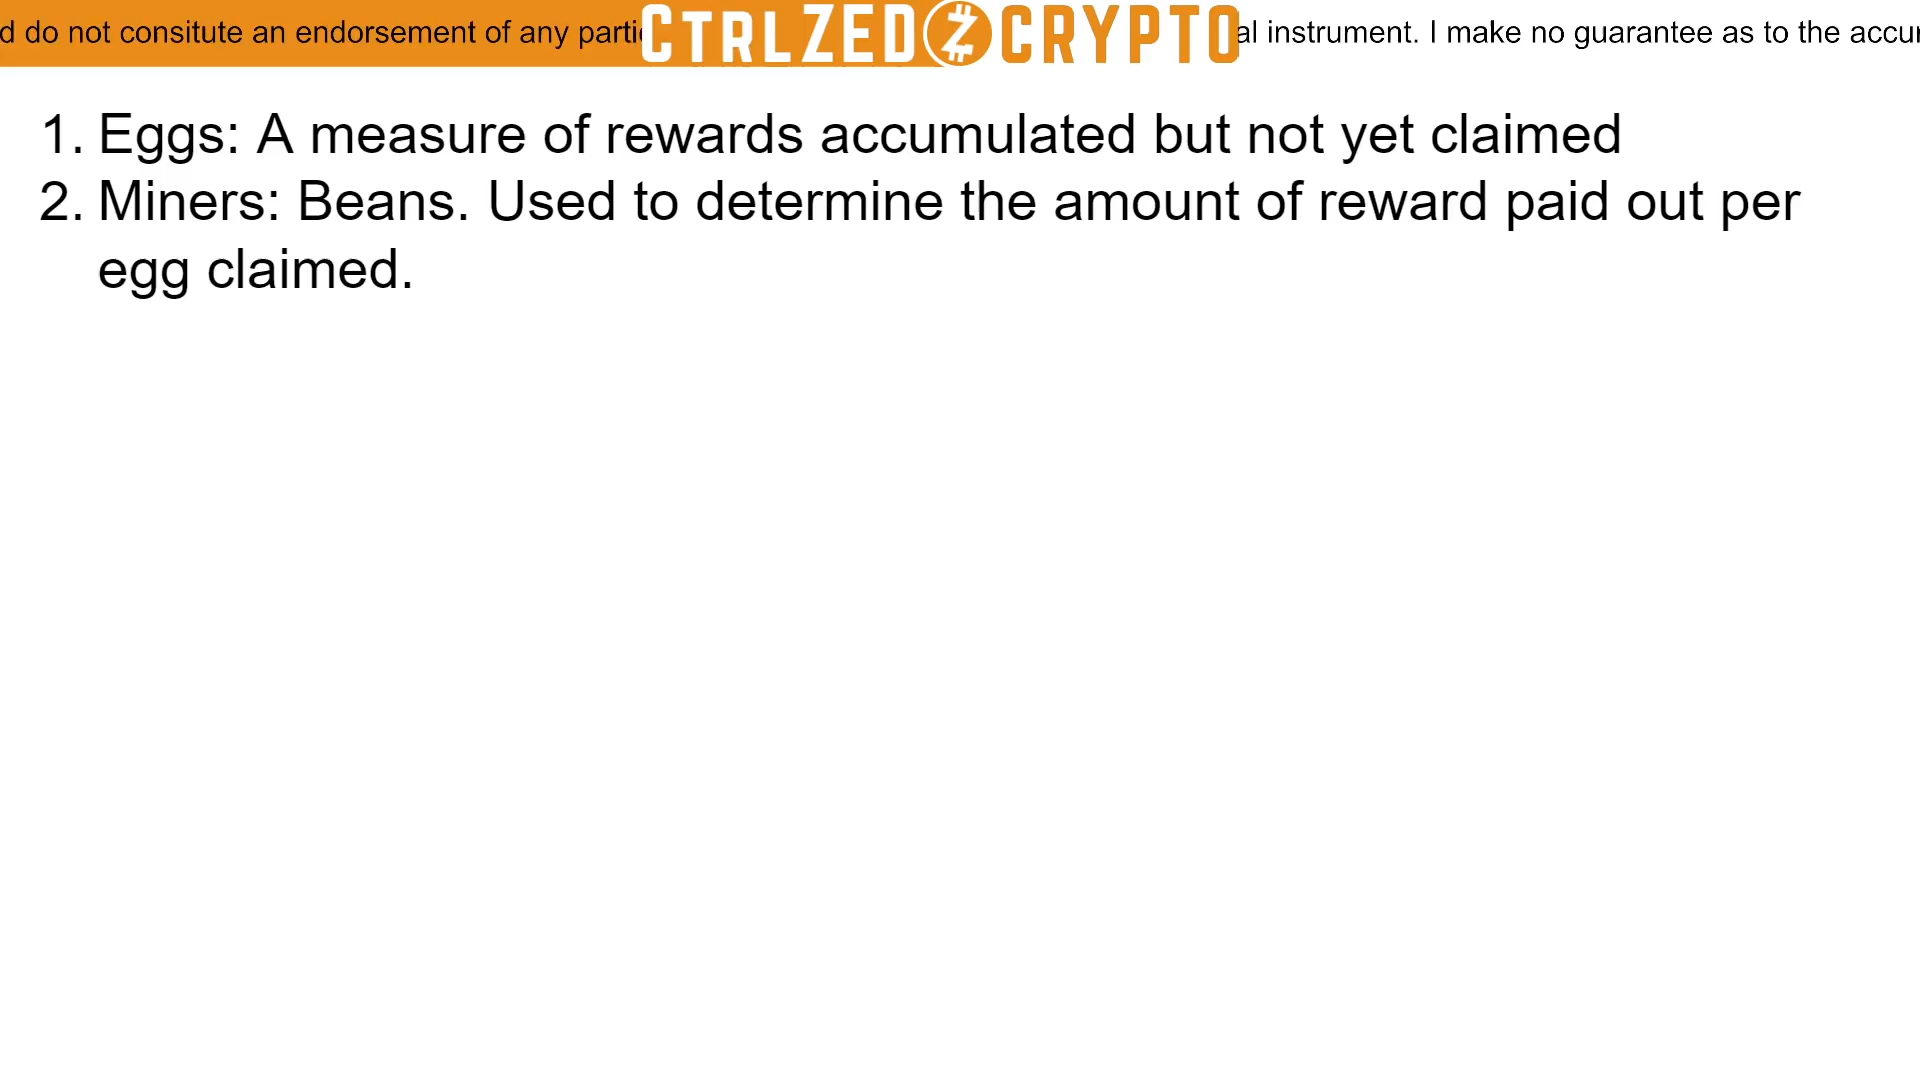 d do not consitute an endorsement of any parti CTRLZED CRYPTO al instrument. I make no guarantee as to the accu
1. Eggs: A measure of rewards accumulated but not yet claimed
2. Miners: Beans. Used to determine the amount of reward paid out per
egg claimed.